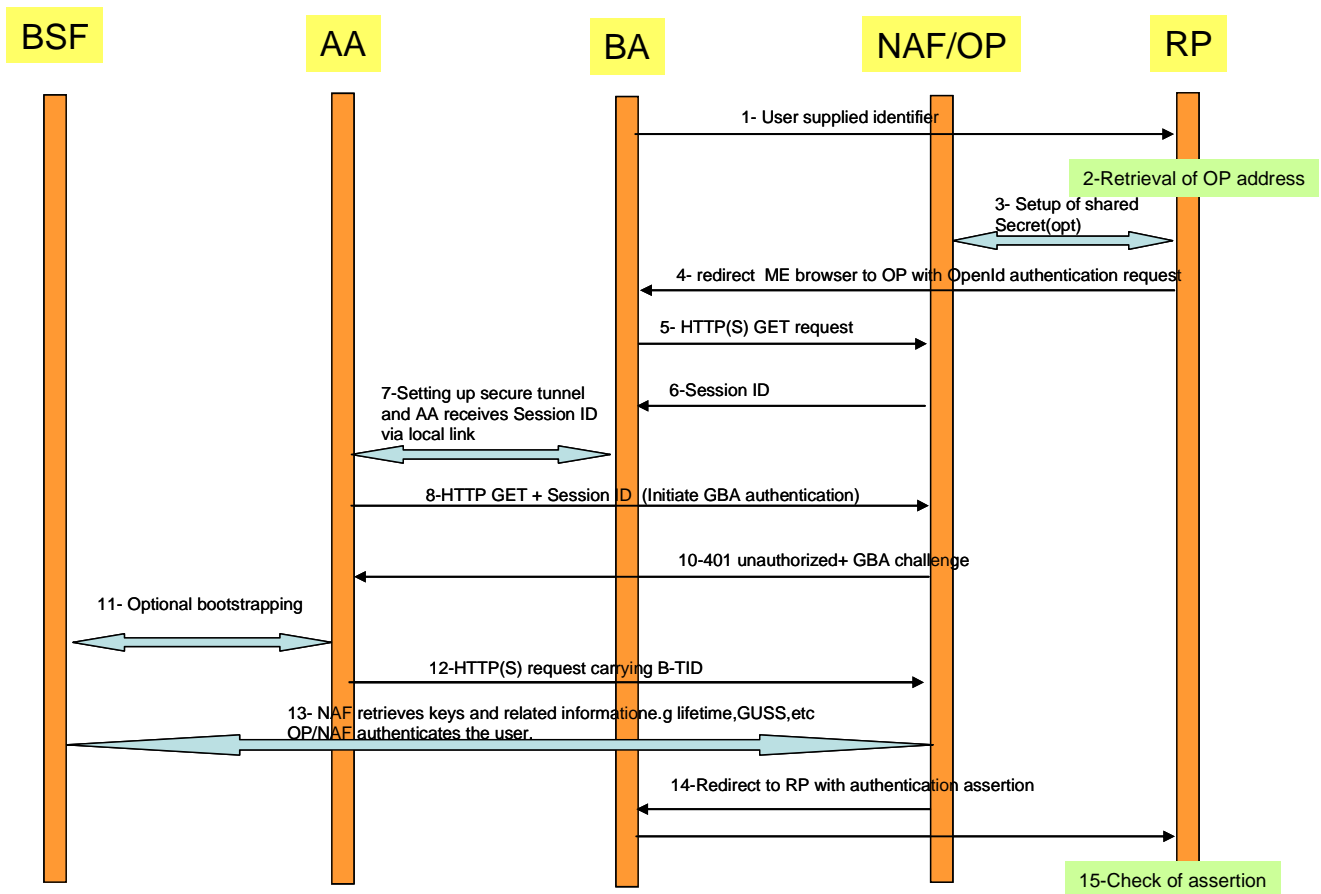 BSF
AA
BA
NAF/OP
RP
1- User supplied identifier
2-Retrieval of OP address
3- Setup of shared
Secret(opt)
4- redirect  ME browser to OP with OpenId authentication request
5- HTTP(S) GET request
6-Session ID
7-Setting up secure tunnel
and AA receives Session ID
via local link
8-HTTP GET + Session ID  (Initiate GBA authentication)
10-401 unauthorized+ GBA challenge
11- Optional bootstrapping
12-HTTP(S) request carrying B-TID
13- NAF retrieves keys and related informatione.g lifetime,GUSS,etc
OP/NAF authenticates the user.
14-Redirect to RP with authentication assertion
15-Check of assertion